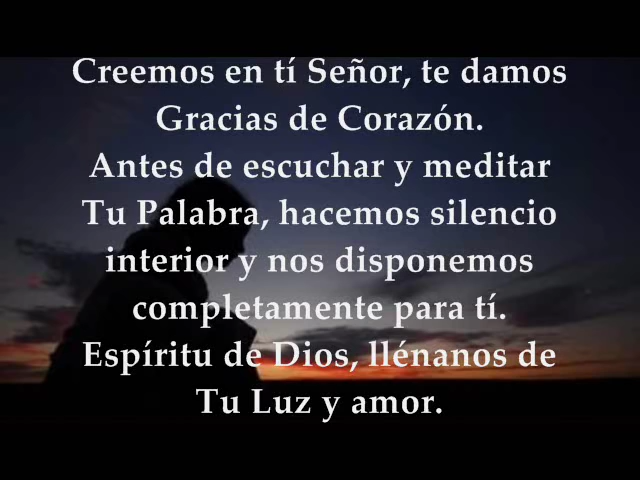 Creemos en tí Señor, te damos
Gracias de Corazón.
Antes de escuchar y meditar
Tu Palabra, hacemos silencio
interior y nos disponemos
completamente para tí.
Espíritu de Dios, llénanos de
Tu Luz y amor.